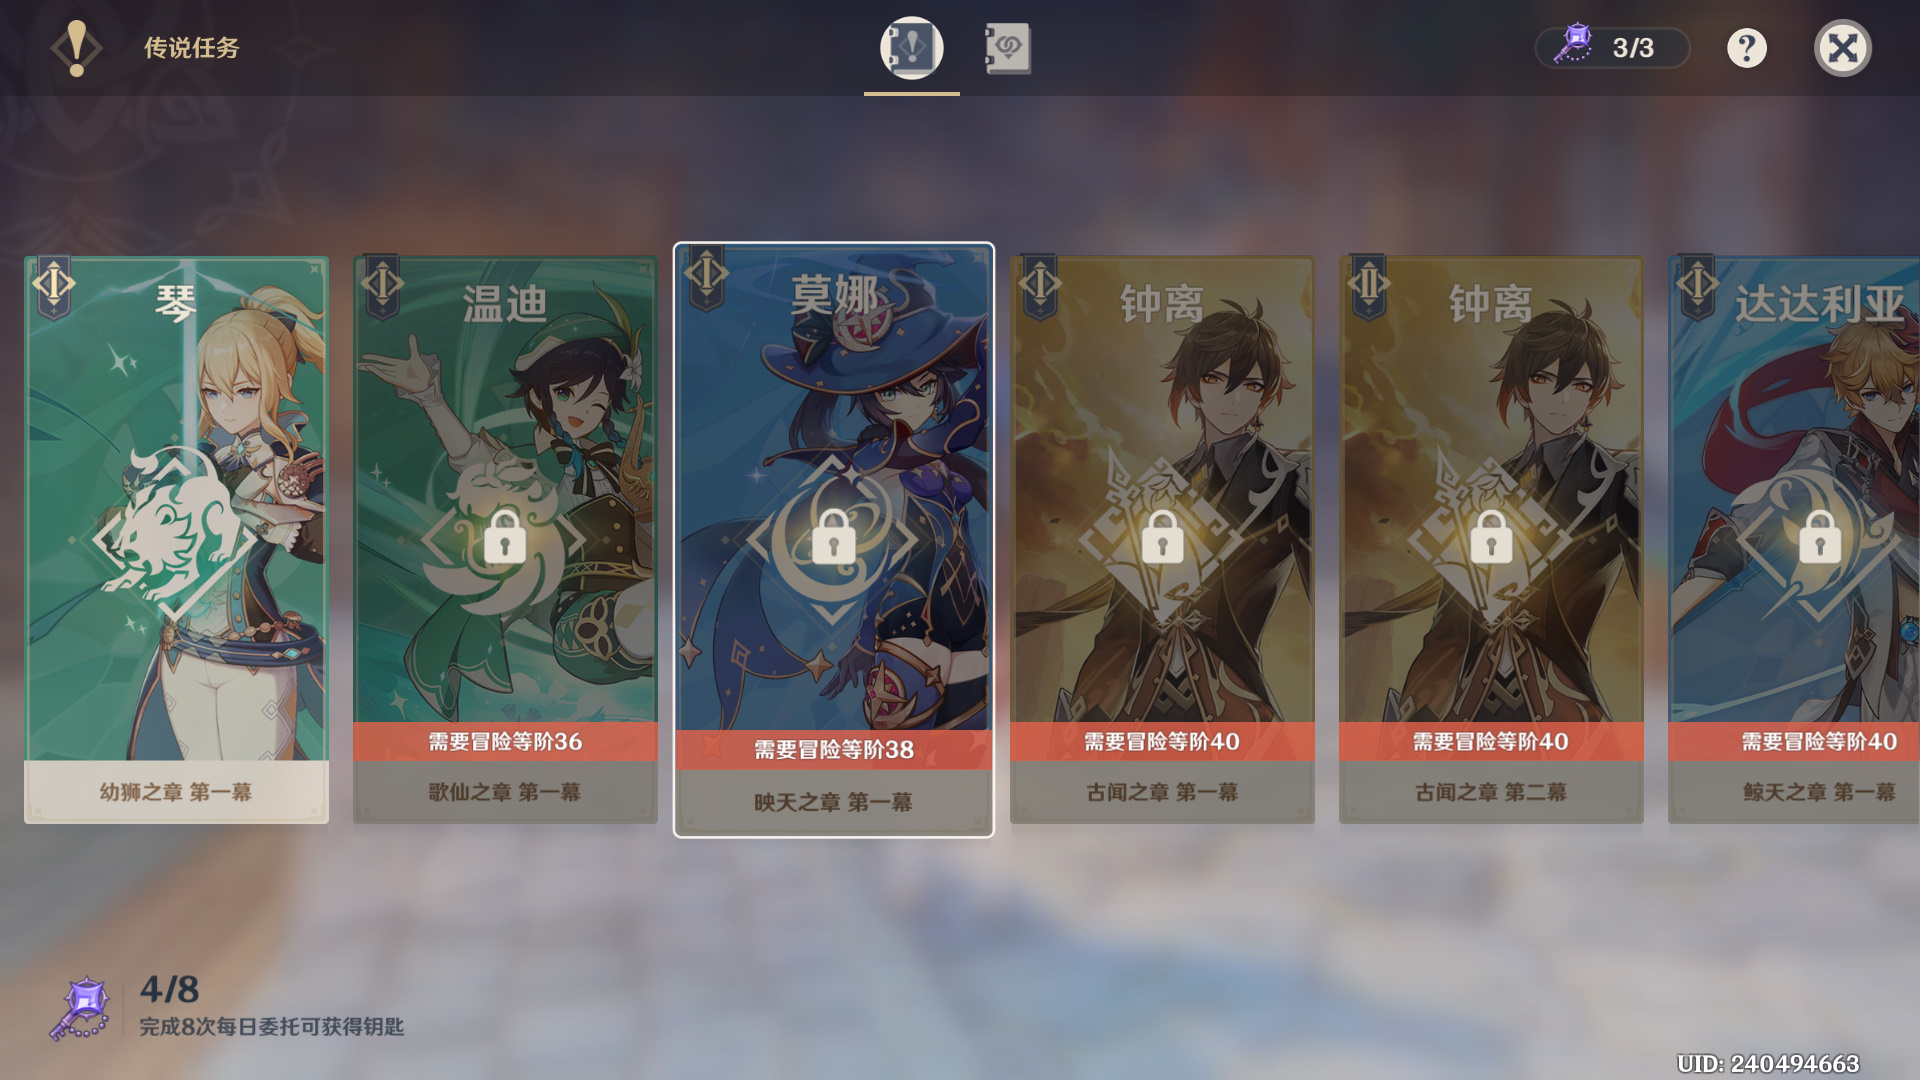 传说任务
3/3
琴
幼狮之章 第一幕
温迪
需要冒险等阶36
歌仙之章 第一幕
莫娜
需要冒险等阶38
映天之章 第一幕
钟离
需要冒险等阶40
古闻之章 第一幕
钟离
需要冒险等阶40
古闻之章 第二幕
达达利亚
需要冒险等阶40
鲸天之章 第一幕
4/8
完成8次每日委托可获得钥匙
UID: 240494663